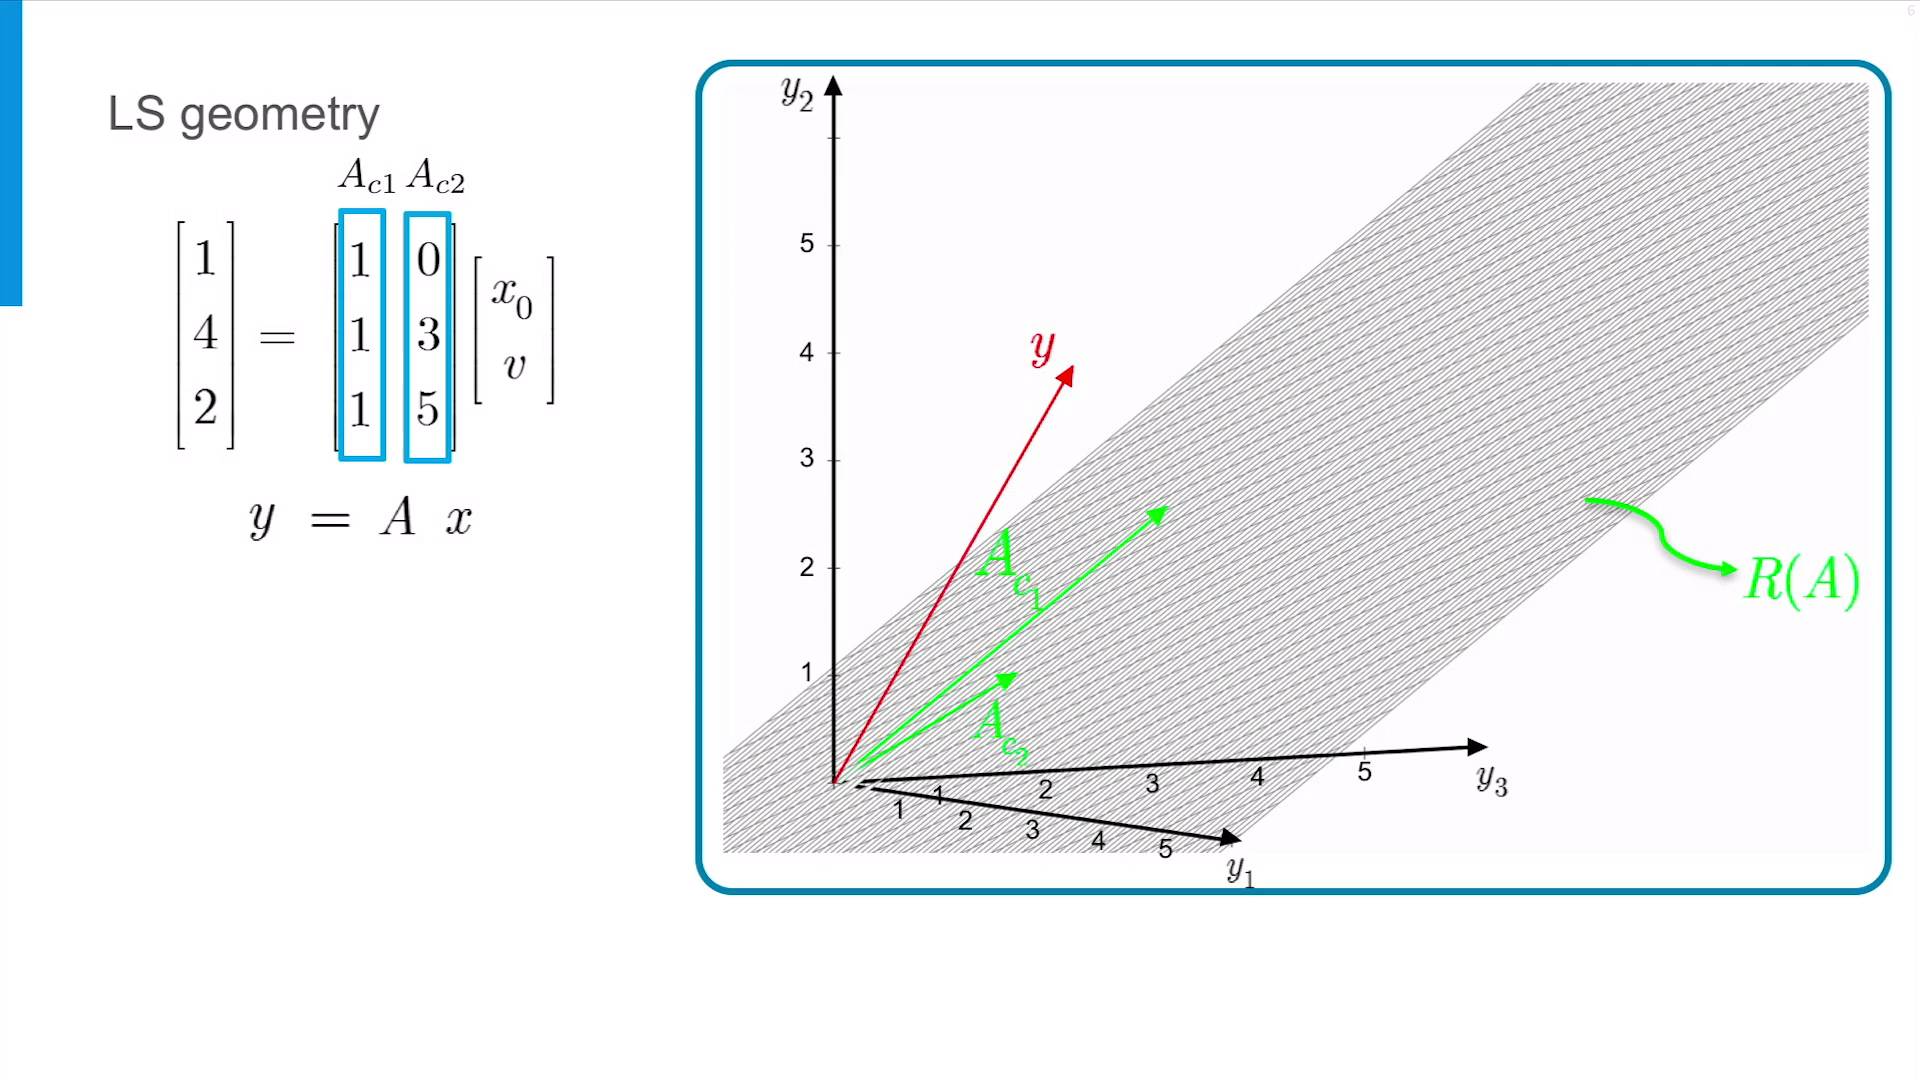 6
LS geometry
A_{c1} A_{c2}
[1 4 2] = [1 0 1 3 1 5] [x_0 v]
y = A x
y_2
5
4
3
2
1
y
A_{c_1}
A_{c_2}
R(A)
1 2 3 4 5
y_3
1 2 3 4 5
y_1